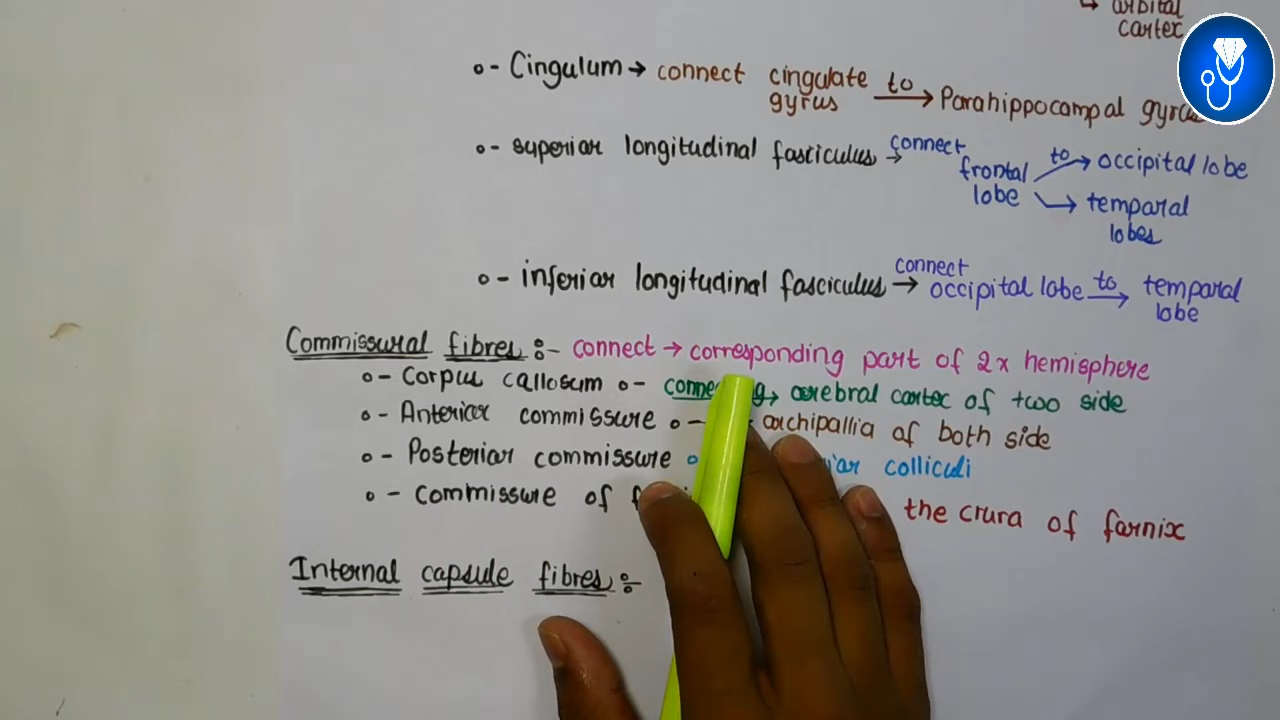 ↳ orbital
cortex
o- Cingulum → connect cingulate gyrus to → Parahippocampal gyrus
o- superior longitudinal fasticulus → connect frontal lobe to → occipital lobe
↳ temporal lobes
o- inferior longitudinal fasciculus → connect occipital lobe to → temporal lobe
Commissural fibres :- connect → corresponding part of 2x hemisphere
o- Corpus callosum o- → cerebral cortex of two side
o- Anterior commissure o- archipallia of both side
o- Posterior commissure colliculi
o- Commissure of the crura of fornix
Internal capsule fibres :-